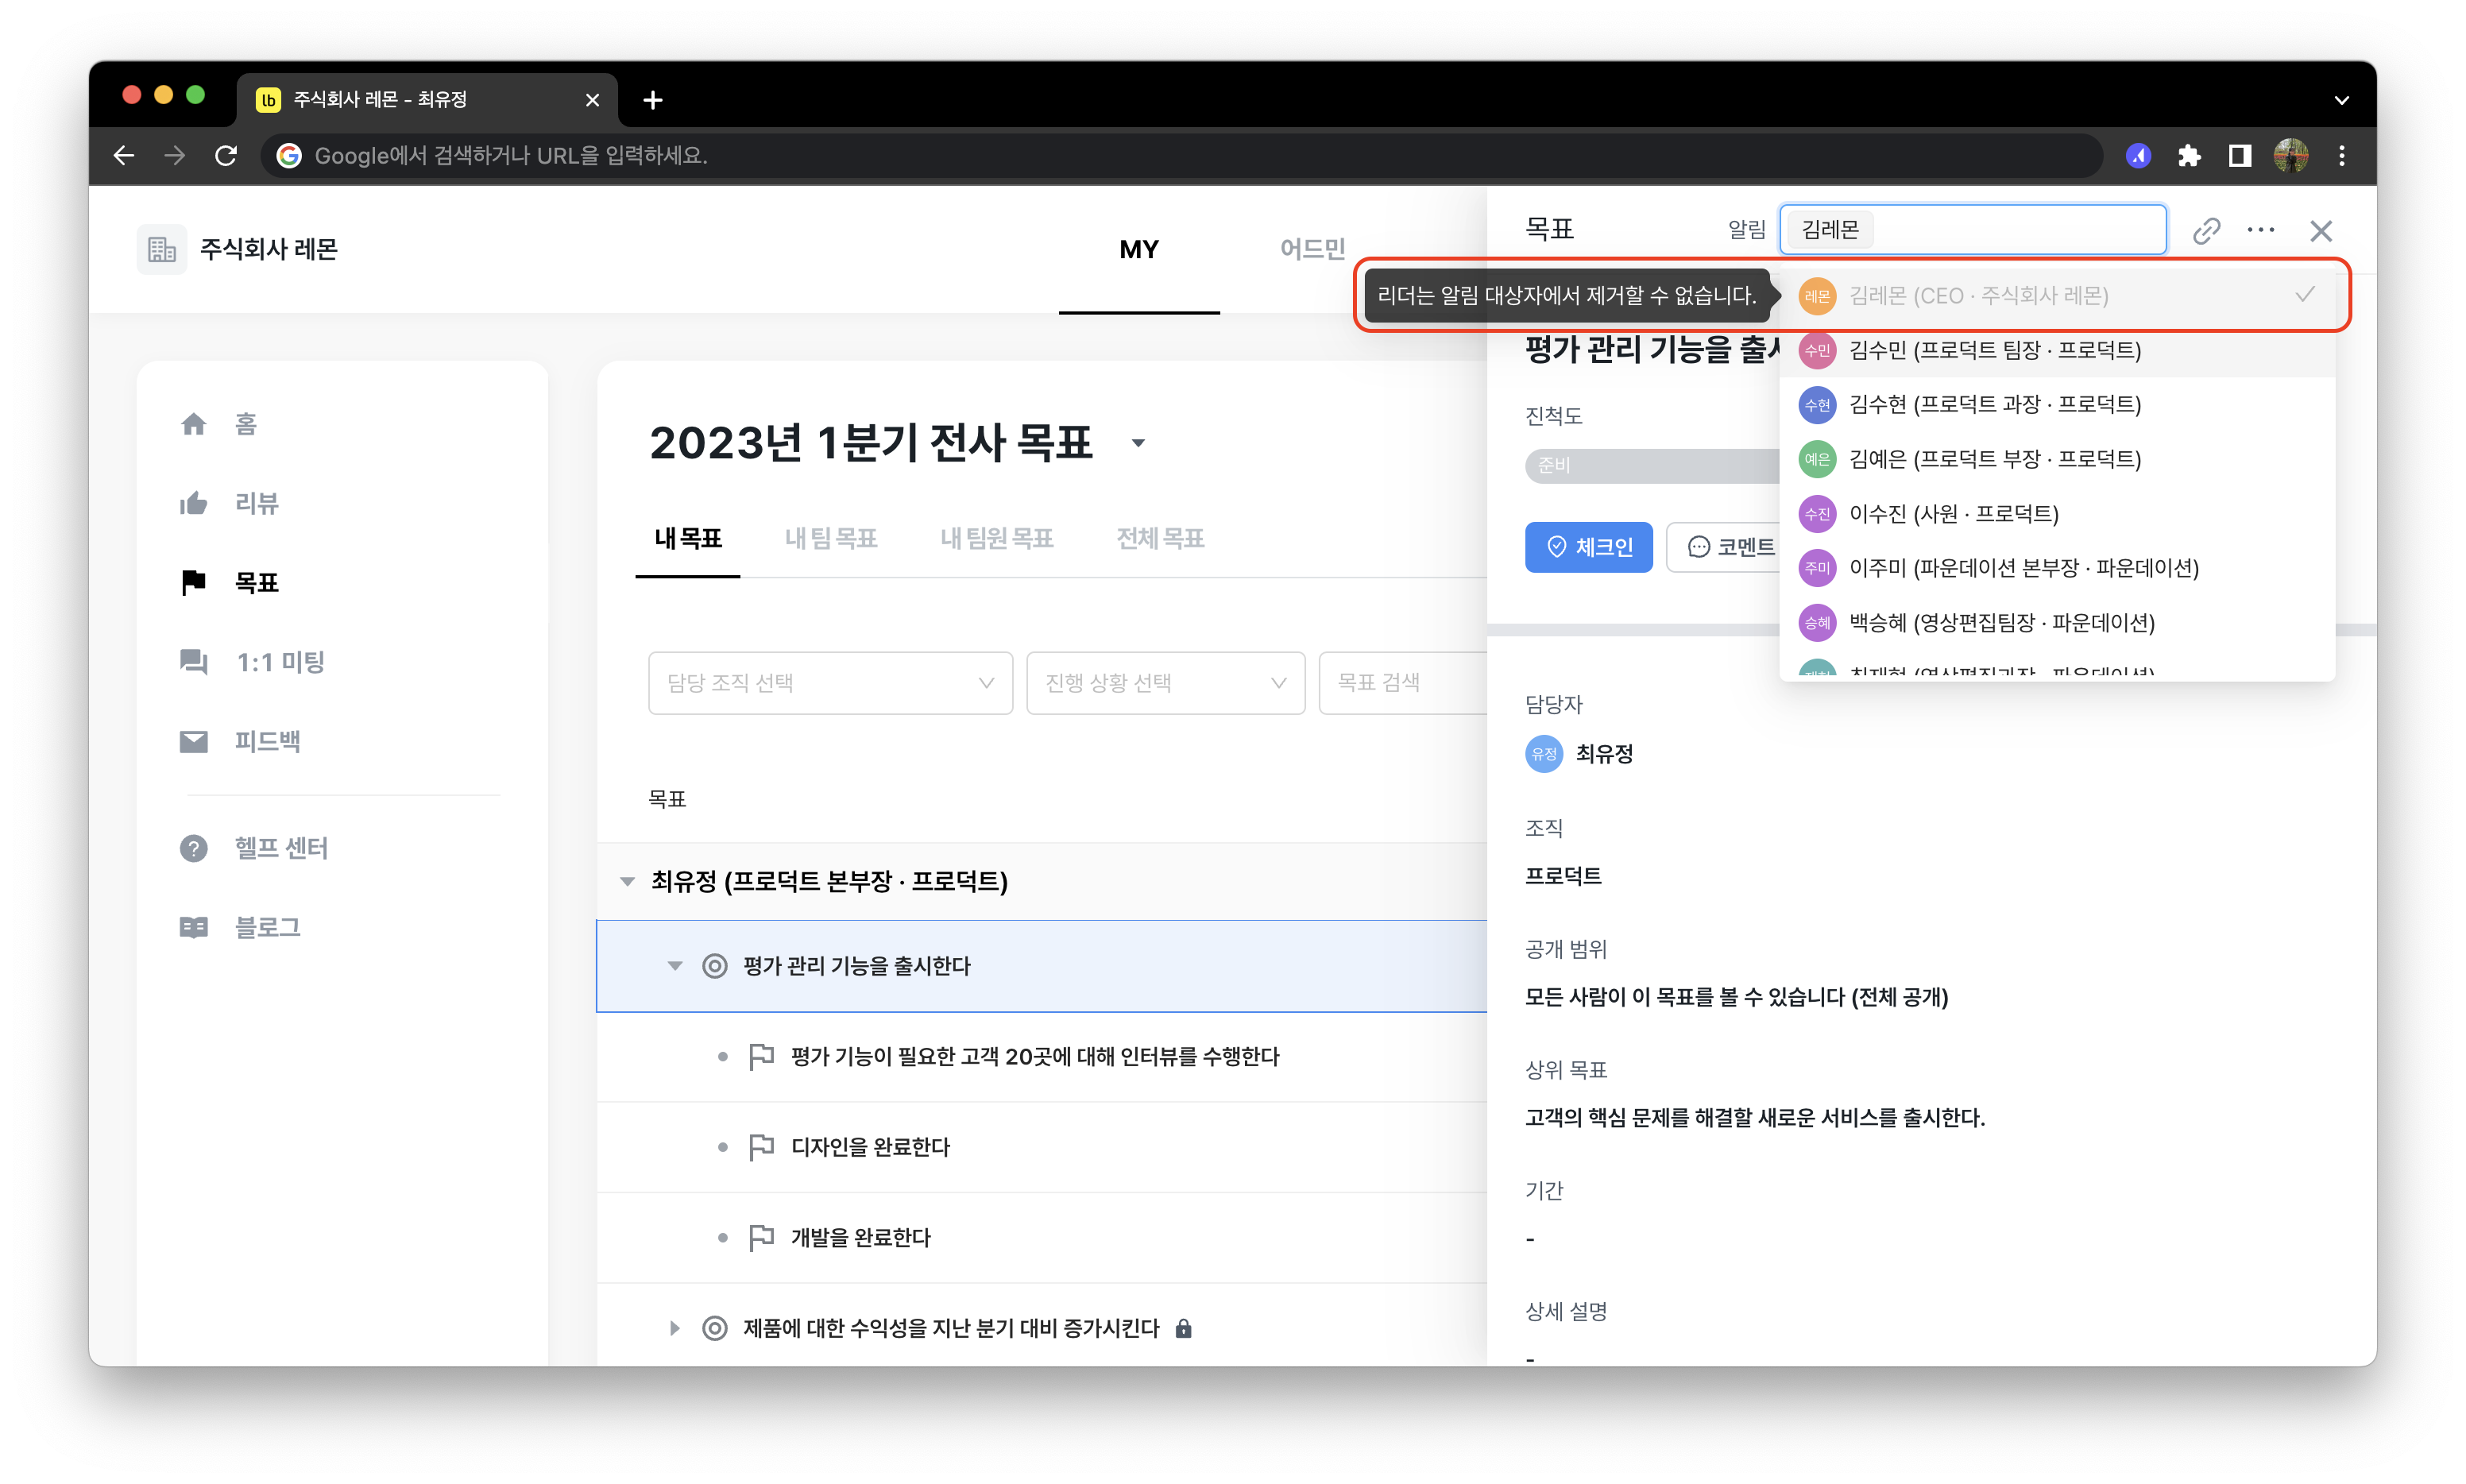 lb 주식회사 레몬 - 최유정
Google에서 검색하거나 URL을 입력하세요.
주식회사 레몬
MY
어드민
홈
리뷰
목표
1:1 미팅
피드백
헬프 센터
블로그
2023년 1분기 전사 목표
내 목표 내 팀 목표 내 팀원 목표 전체 목표
담당 조직 선택 진행 상황 선택 목표 검색
목표
최유정 (프로덕트 본부장 · 프로덕트)
평가 관리 기능을 출시한다
평가 기능이 필요한 고객 20곳에 대해 인터뷰를 수행한다
디자인을 완료한다
개발을 완료한다
제품에 대한 수익성을 지난 분기 대비 증가시킨다
목표 알림 김레몬
리더는 알림 대상자에서 제거할 수 없습니다.
레몬 김레몬 (CEO · 주식회사 레몬)
수민 김수민 (프로덕트 팀장 · 프로덕트)
수현 김수현 (프로덕트 과장 · 프로덕트)
예은 김예은 (프로덕트 부장 · 프로덕트)
수진 이수진 (사원 · 프로덕트)
주미 이주미 (파운데이션 본부장 · 파운데이션)
승혜 백승혜 (영상편집팀장 · 파운데이션)
평가 관리 기능을
진척도
준비
체크인 코멘트
담당자
유정 최유정
조직
프로덕트
공개 범위
모든 사람이 이 목표를 볼 수 있습니다 (전체 공개)
상위 목표
고객의 핵심 문제를 해결할 새로운 서비스를 출시한다.
기간
-
상세 설명
-